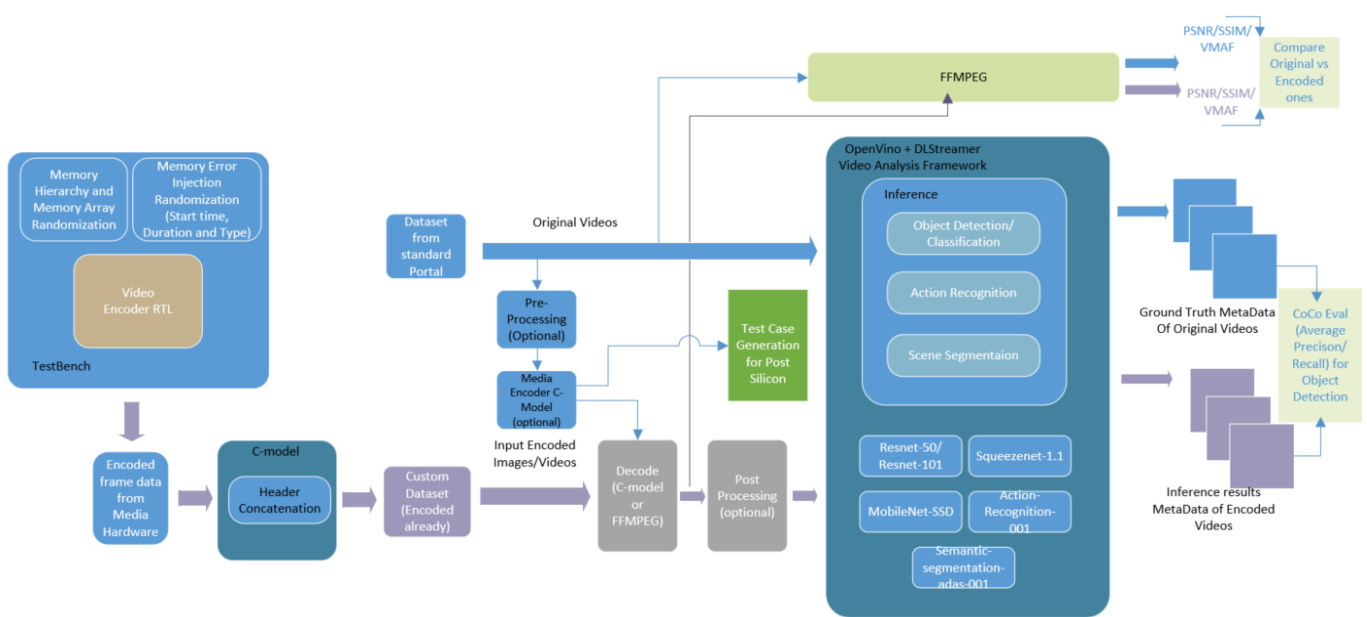 PSNR/SSIM/
VMAF
FFMPEG
Compare
Original vs
Encoded
ones
PSNR/SSIM/
VMAF
Memory
Hierarchy and
Memory Array
Randomization
Memory Error
Injection
Randomization
(Start time,
Duration and Type)
Video
Encoder RTL
TestBench
Dataset
from
standard
Portal
Original Videos
Pre-
Processing
(Optional)
Media
Encoder C-
Model
(optional)
Test Case
Generation
for Post
Silicon
Input Encoded
Images/Videos
OpenVino + DLStreamer
Video Analysis Framework
Inference
Object Detection/
Classification
Action Recognition
Scene Segmentaion
Resnet-50/
Resnet-101
Squeezenet-1.1
MobileNet-SSD
Action-
Recognition-
001
Semantic-
segmentation-
adas-001
Ground Truth MetaData
Of Original Videos
CoCo Eval
(Average
Precison/
Recall) for
Object
Detection
Inference results
MetaData of Encoded
Videos
Encoded
frame data
from
Media
Hardware
C-model
Header
Concatenation
Custom
Dataset
(Encoded
already)
Decode
(C-model
or
FFMPEG)
Post
Processing
(optional)